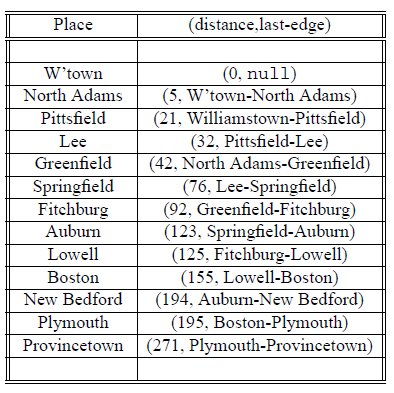 Place (distance,last-edge)
W'town (0, null)
North Adams (5, W'town-North Adams)
Pittsfield (21, Williamstown-Pittsfield)
Lee (32, Pittsfield-Lee)
Greenfield (42, North Adams-Greenfield)
Springfield (76, Lee-Springfield)
Fitchburg (92, Greenfield-Fitchburg)
Auburn (123, Springfield-Auburn)
Lowell (125, Fitchburg-Lowell)
Boston (155, Lowell-Boston)
New Bedford (194, Auburn-New Bedford)
Plymouth (195, Boston-Plymouth)
Provincetown (271, Plymouth-Provincetown)